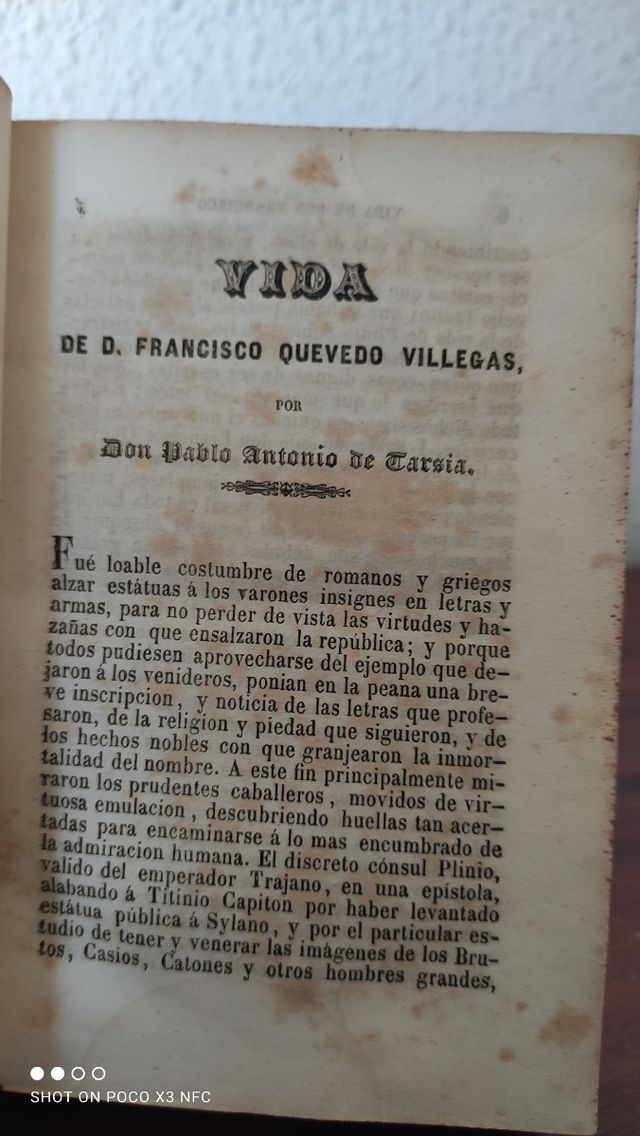 VIDA
DE D. FRANCISCO QUEVEDO VILLEGAS,
POR
Don Pablo Antonio de Tarsia.
Fué loable costumbre de romanos y griegos
alzar estátuas á los varones insignes en letras y
armas, para no perder de vista las virtudes y ha-
zañas con que ensalzaron la república; y porque
todos pudiesen aprovecharse del ejemplo que de-
jaron á los venideros, ponian en la peana una bre-
ve inscripcion, y noticia de las letras que profe-
saron, de la religion y piedad que siguieron, y de
los hechos nobles con que granjearon la inmor-
talidad del nombre. A este fin principalmente mi-
raron los prudentes caballeros, movidos de vir-
tuosa emulacion, descubriendo huellas tan acer-
tadas para encaminarse á lo mas encumbrado de
la admiracion humana. El discreto cónsul Plinio,
valido del emperador Trajano, en una epístola,
alabando á Titinio Capiton por haber levantado
estátua pública á Sylano, y por el particular es-
tudio de tener y venerar las imágenes de los Bru-
tos, Casios, Catones y otros hombres grandes,
SHOT ON POCO X3 NFC